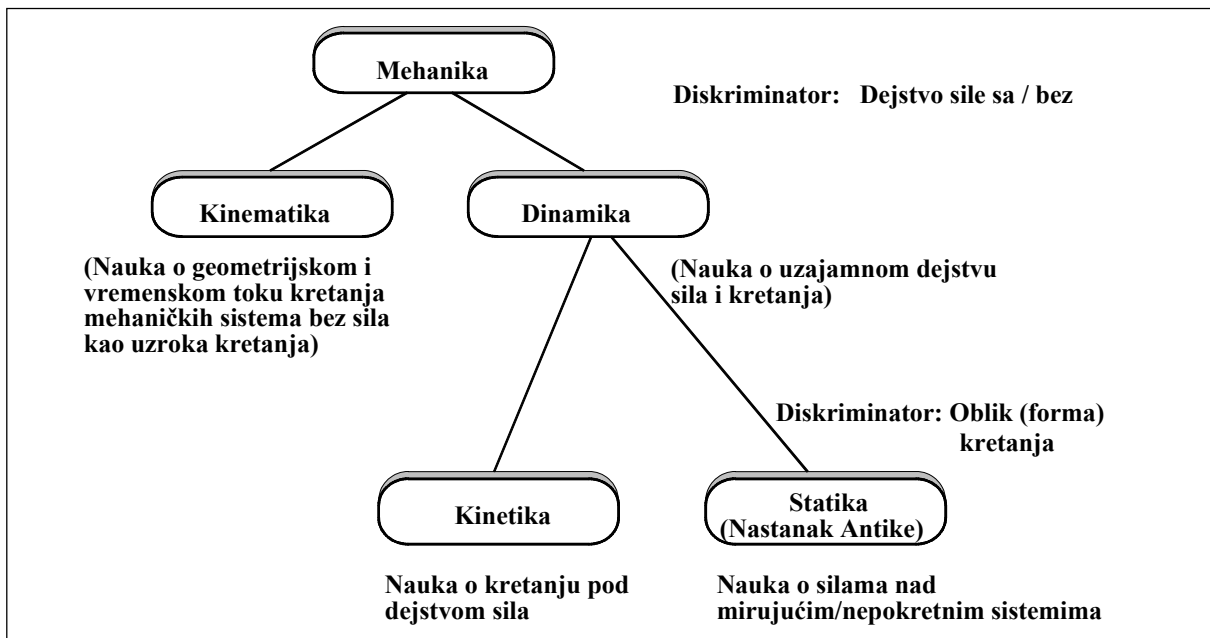 Mehanika
Diskriminator: Dejstvo sile sa / bez
Kinematika
Dinamika
(Nauka o geometrijskom i
vremenskom toku kretanja
mehaničkih sistema bez sila
kao uzroka kretanja)
(Nauka o uzajamnom dejstvu
sila i kretanja)
Diskriminator: Oblik (forma)
kretanja
Kinetika
Statika
(Nastanak Antike)
Nauka o kretanju pod
dejstvom sila
Nauka o silama nad
mirujućim/nepokretnim sistemima